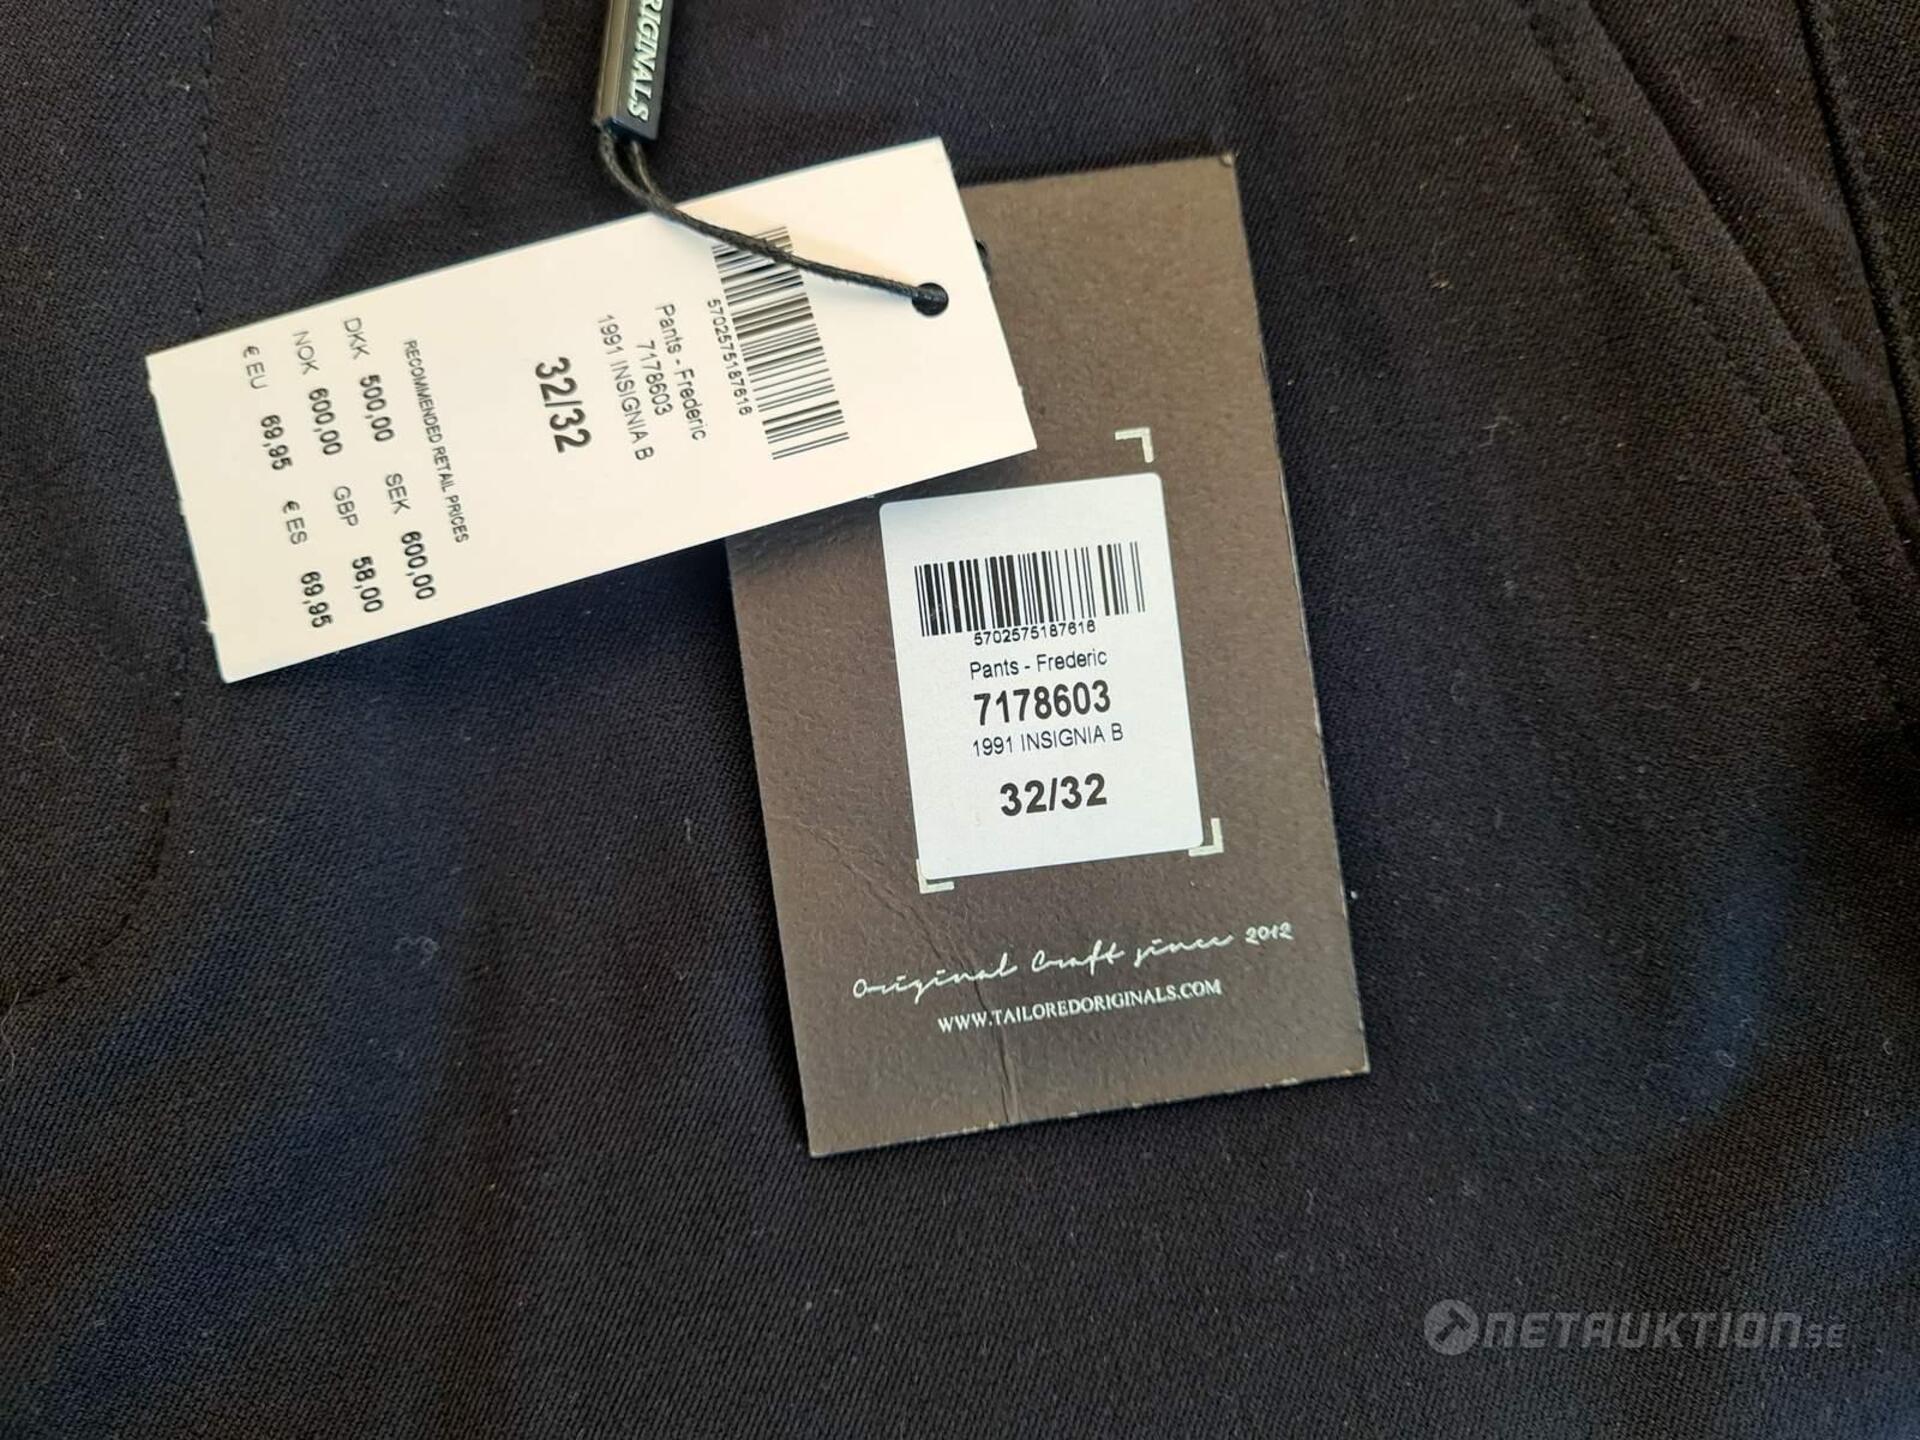 RIGINALS
5702575187616
Pants - Frederic
7178603
1991 INSIGNIA B
32/32
RECOMMENDED RETAIL PRICES
DKK 500,00 SEK 600,00
NOK 600,00 GBP 58,00
€ EU 69,95 € ES 69,95
5702575187616
Pants - Frederic
7178603
1991 INSIGNIA B
32/32
Original Craft since 2012
WWW.TAILOREDORIGINALS.COM
NETAUKTION.SE